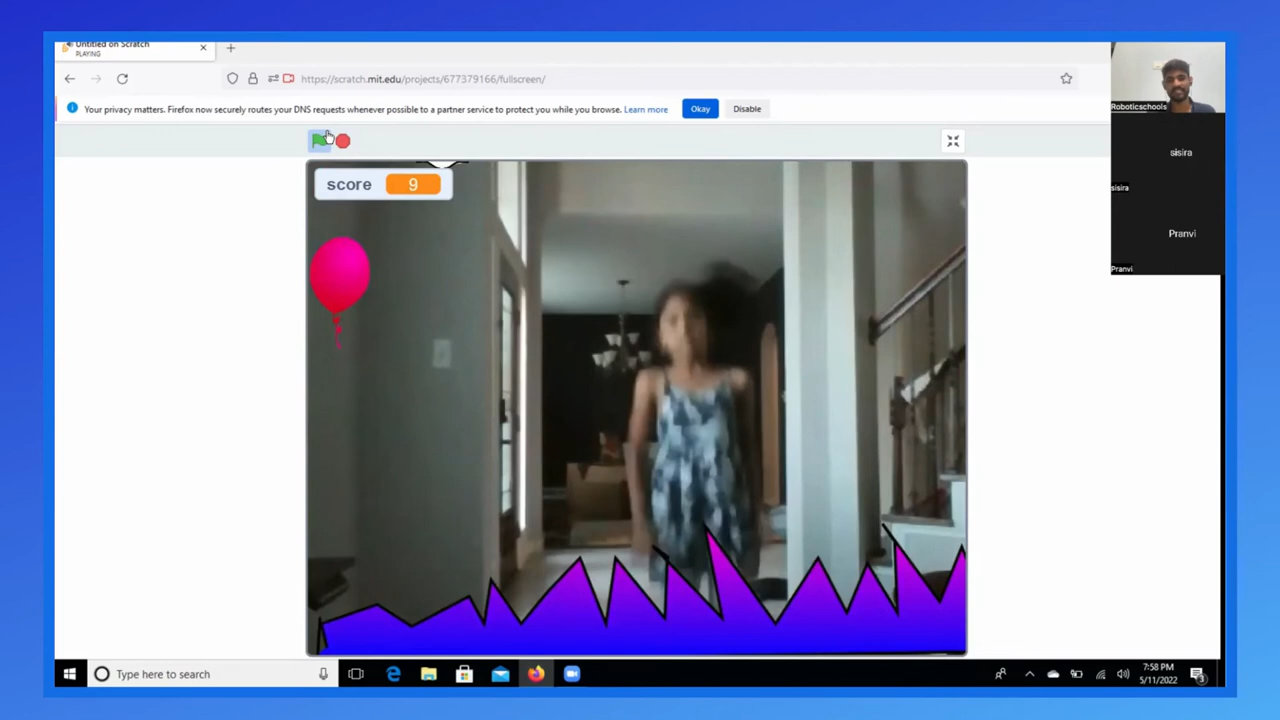 Untitled on Scratch
PLAYING
https://scratch.mit.edu/projects/677379166/fullscreen/
Your privacy matters. Firefox now securely routes your DNS requests whenever possible to a partner service to protect you while you browse. Learn more
Okay
Disable
Roboticschools
sisira
sisira
Pranvi
Pranvi
score 9
Type here to search
7:58 PM
5/11/2022
3